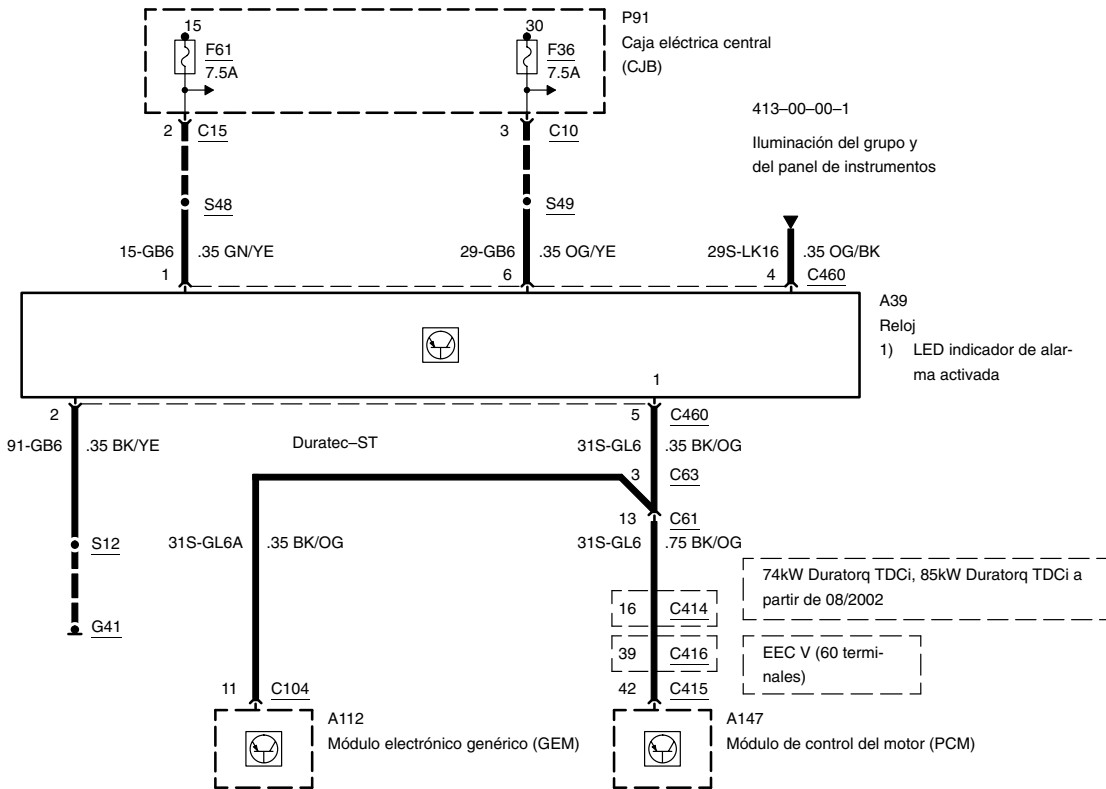 15
F61
7.5A
30
F36
7.5A
P91
Caja eléctrica central
(CJB)
2 C15
3 C10
413–00–00–1
Iluminación del grupo y
del panel de instrumentos
S48
S49
15-GB6 .35 GN/YE
29-GB6 .35 OG/YE
29S-LK16 .35 OG/BK
1
6
4 C460
A39
Reloj
1) LED indicador de alar-
ma activada
1
2
5 C460
91-GB6 .35 BK/YE
Duratec–ST
31S-GL6 .35 BK/OG
3 C63
13 C61
S12
31S-GL6A .35 BK/OG
31S-GL6 .75 BK/OG
74kW Duratorq TDCi, 85kW Duratorq TDCi a
partir de 08/2002
16 C414
G41
39 C416
EEC V (60 termi-
nales)
11 C104
42 C415
A112
Módulo electrónico genérico (GEM)
A147
Módulo de control del motor (PCM)